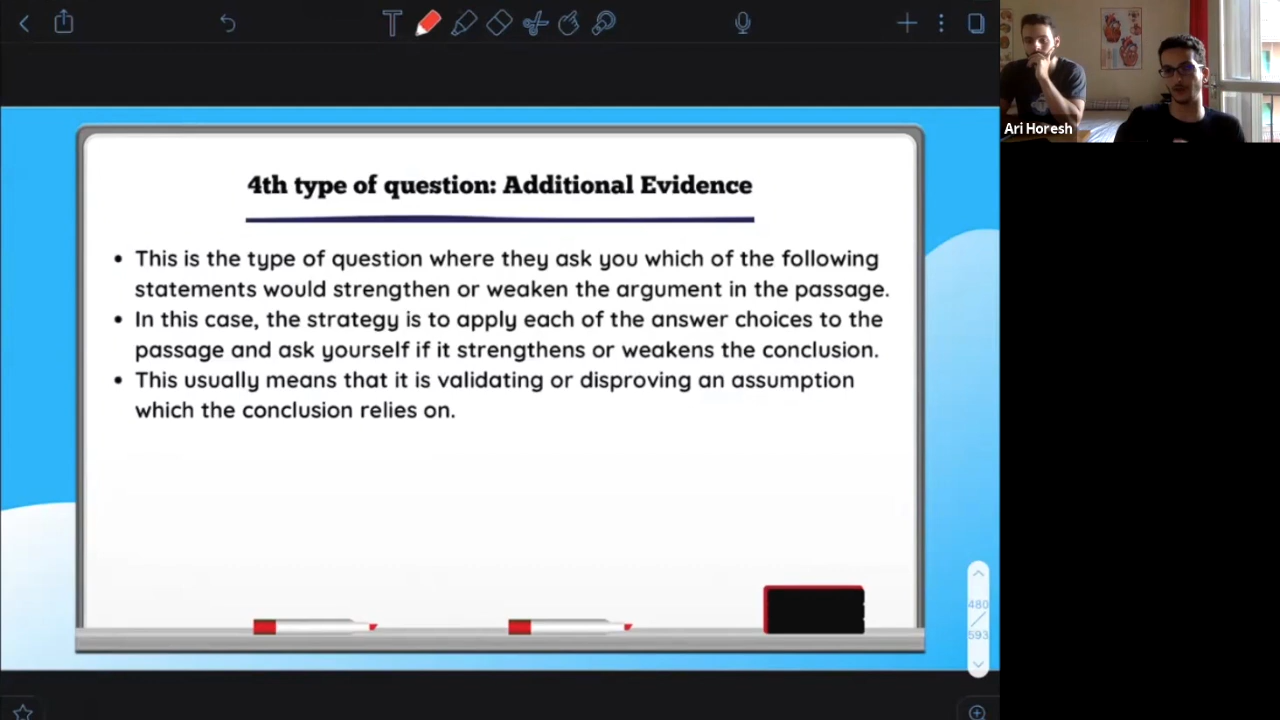 Ari Horesh
4th type of question: Additional Evidence
• This is the type of question where they ask you which of the following
statements would strengthen or weaken the argument in the passage.
• In this case, the strategy is to apply each of the answer choices to the
passage and ask yourself if it strengthens or weakens the conclusion.
• This usually means that it is validating or disproving an assumption
which the conclusion relies on.
480
/
593